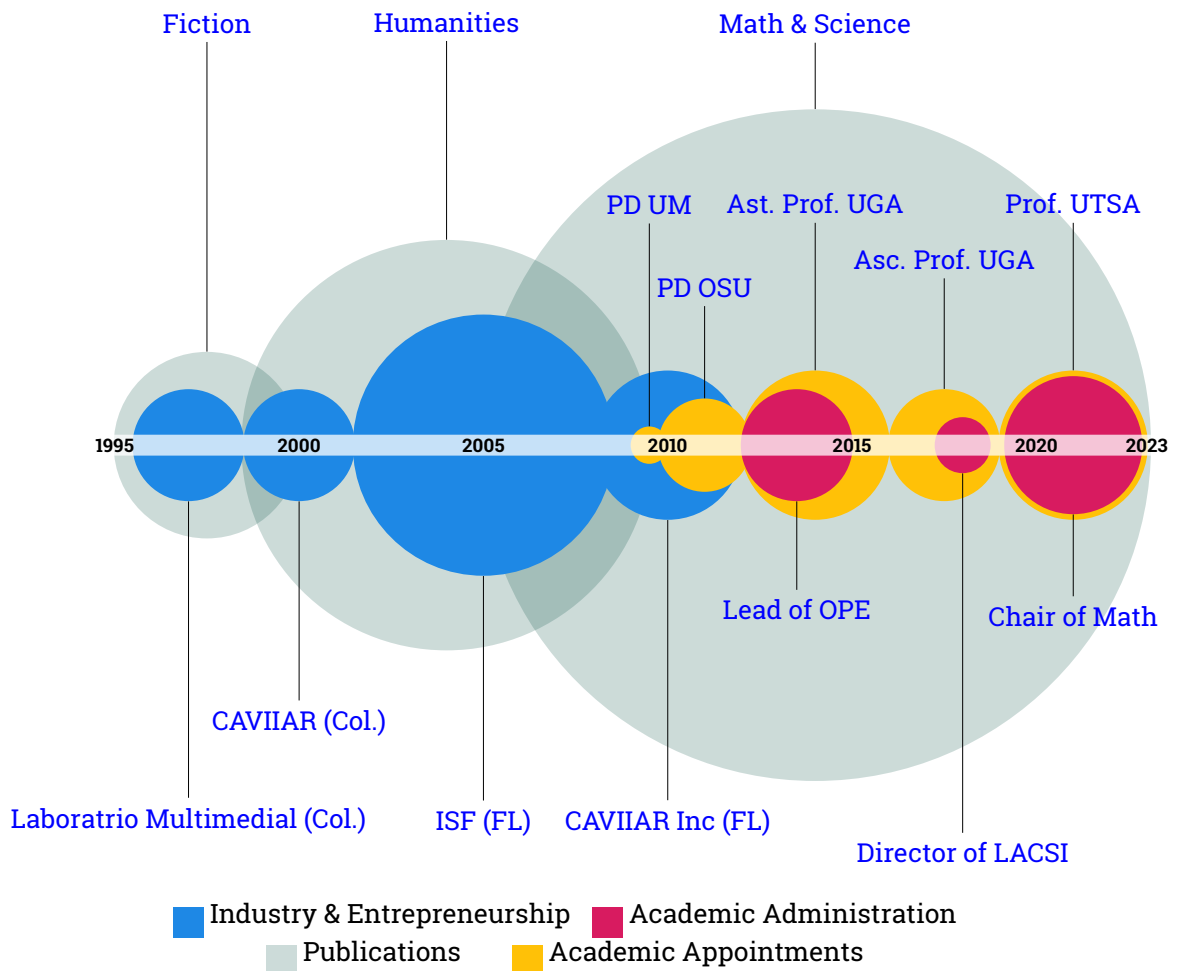 Fiction
Humanities
Math & Science
PD UM
Ast. Prof. UGA
Prof. UTSA
Asc. Prof. UGA
PD OSU
1995
2000
2005
2010
2015
2020
2023
Lead of OPE
Chair of Math
CAVIIAR (Col.)
Laboratrio Multimedial (Col.)
ISF (FL)
CAVIIAR Inc (FL)
Director of LACSI
Industry & Entrepreneurship
Academic Administration
Publications
Academic Appointments